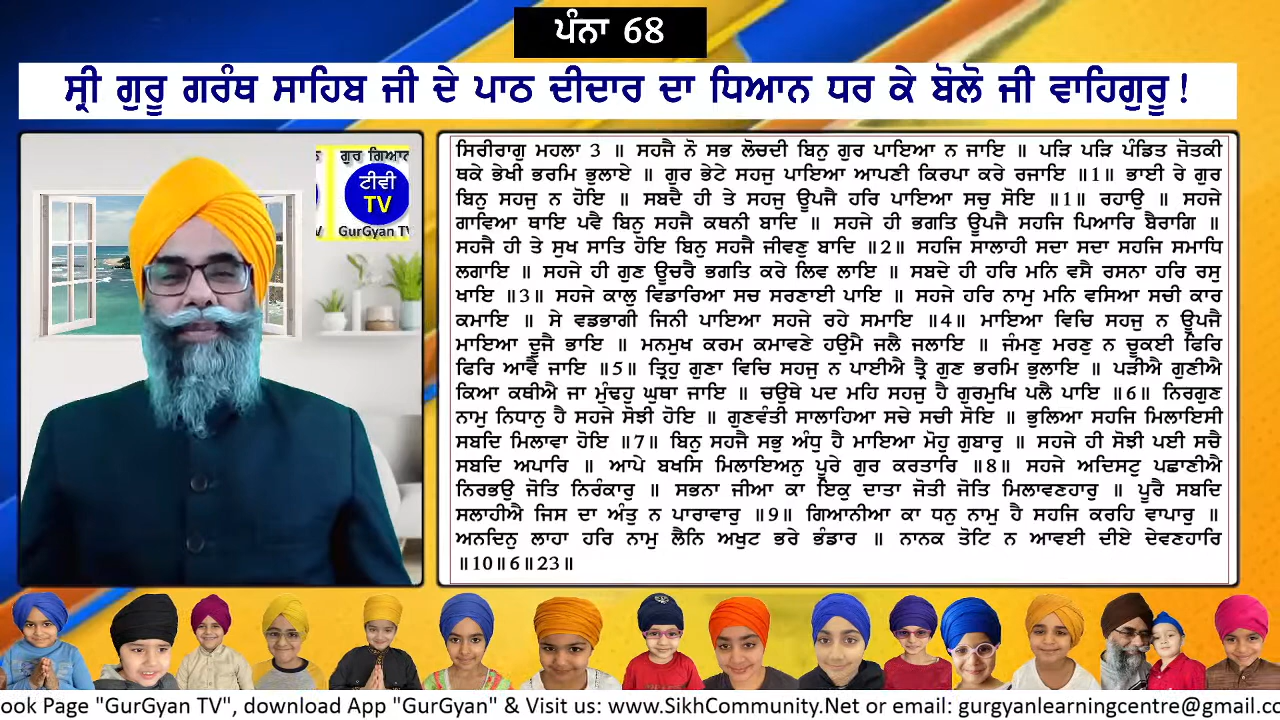 ਪੰਨਾ 68
ਸ੍ਰੀ ਗੁਰੂ ਗਰੰਥ ਸਾਹਿਬ ਜੀ ਦੇ ਪਾਠ ਦੀਦਾਰ ਦਾ ਧਿਆਨ ਧਰ ਕੇ ਬੋਲੋ ਜੀ ਵਾਹਿਗੁਰੂ!
ਗੁਰ ਗਿਆਨ
ਟੀਵੀ
TV
GurGyan TV
ਸਿਰੀਰਾਗੁ ਮਹਲਾ 3 ॥ ਸਹਜੈ ਨੋ ਸਭ ਲੋਚਦੀ ਬਿਨੁ ਗੁਰ ਪਾਇਆ ਨ ਜਾਇ ॥ ਪੜਿ ਪੜਿ ਪੰਡਿਤ ਜੋਤਕੀ
ਥਕੇ ਭੇਖੀ ਭਰਮਿ ਭੁਲਾਏ ॥ ਗੁਰ ਭੇਟੇ ਸਹਜੁ ਪਾਇਆ ਆਪਣੀ ਕਿਰਪਾ ਕਰੇ ਰਜਾਇ ॥1॥ ਭਾਈ ਰੇ ਗੁਰ
ਬਿਨੁ ਸਹਜੁ ਨ ਹੋਇ ॥ ਸਬਦੈ ਹੀ ਤੇ ਸਹਜੁ ਊਪਜੈ ਹਰਿ ਪਾਇਆ ਸਚੁ ਸੋਇ ॥1॥ ਰਹਾਉ ॥ ਸਹਜੇ
ਗਾਵਿਆ ਥਾਇ ਪਵੈ ਬਿਨੁ ਸਹਜੈ ਕਥਨੀ ਬਾਦਿ ॥ ਸਹਜੇ ਹੀ ਭਗਤਿ ਊਪਜੈ ਸਹਜਿ ਪਿਆਰਿ ਬੈਰਾਗਿ ॥
ਸਹਜੈ ਹੀ ਤੇ ਸੁਖ ਸਾਤਿ ਹੋਇ ਬਿਨੁ ਸਹਜੈ ਜੀਵਣੁ ਬਾਦਿ ॥2॥ ਸਹਜਿ ਸਾਲਾਹੀ ਸਦਾ ਸਦਾ ਸਹਜਿ ਸਮਾਧਿ
ਲਗਾਇ ॥ ਸਹਜੇ ਹੀ ਗੁਣ ਊਚਰੈ ਭਗਤਿ ਕਰੇ ਲਿਵ ਲਾਇ ॥ ਸਬਦੇ ਹੀ ਹਰਿ ਮਨਿ ਵਸੈ ਰਸਨਾ ਹਰਿ ਰਸੁ
ਖਾਇ ॥3॥ ਸਹਜੇ ਕਾਲੁ ਵਿਡਾਰਿਆ ਸਚ ਸਰਣਾਈ ਪਾਇ ॥ ਸਹਜੇ ਹਰਿ ਨਾਮੁ ਮਨਿ ਵਸਿਆ ਸਚੀ ਕਾਰ
ਕਮਾਇ ॥ ਸੇ ਵਡਭਾਗੀ ਜਿਨੀ ਪਾਇਆ ਸਹਜੇ ਰਹੇ ਸਮਾਇ ॥4॥ ਮਾਇਆ ਵਿਚਿ ਸਹਜੁ ਨ ਊਪਜੈ
ਮਾਇਆ ਦੂਜੈ ਭਾਇ ॥ ਮਨਮੁਖ ਕਰਮ ਕਮਾਵਣੇ ਹਉਮੈ ਜਲੈ ਜਲਾਇ ॥ ਜੰਮਣੁ ਮਰਣੁ ਨ ਚੂਕਈ ਫਿਰਿ
ਫਿਰਿ ਆਵੈ ਜਾਇ ॥5॥ ਤ੍ਰਿਹੁ ਗੁਣਾ ਵਿਚਿ ਸਹਜੁ ਨ ਪਾਈਐ ਤ੍ਰੈ ਗੁਣ ਭਰਮਿ ਭੁਲਾਇ ॥ ਪੜੀਐ ਗੁਣੀਐ
ਕਿਆ ਕਥੀਐ ਜਾ ਮੁੰਢਹੁ ਘੁਥਾ ਜਾਇ ॥ ਚਉਥੇ ਪਦ ਮਹਿ ਸਹਜੁ ਹੈ ਗੁਰਮੁਖਿ ਪਲੈ ਪਾਇ ॥6॥ ਨਿਰਗੁਣ
ਨਾਮੁ ਨਿਧਾਨੁ ਹੈ ਸਹਜੇ ਸੋਝੀ ਹੋਇ ॥ ਗੁਣਵੰਤੀ ਸਾਲਾਹਿਆ ਸਚੇ ਸਚੀ ਸੋਇ ॥ ਭੁਲਿਆ ਸਹਜਿ ਮਿਲਾਇਸੀ
ਸਬਦਿ ਮਿਲਾਵਾ ਹੋਇ ॥7॥ ਬਿਨੁ ਸਹਜੈ ਸਭੁ ਅੰਧੁ ਹੈ ਮਾਇਆ ਮੋਹੁ ਗੁਬਾਰੁ ॥ ਸਹਜੇ ਹੀ ਸੋਝੀ ਪਈ ਸਚੈ
ਸਬਦਿ ਅਪਾਰਿ ॥ ਆਪੇ ਬਖਸਿ ਮਿਲਾਇਅਨੁ ਪੂਰੇ ਗੁਰ ਕਰਤਾਰਿ ॥8॥ ਸਹਜੇ ਅਦਿਸਟੁ ਪਛਾਣੀਐ
ਨਿਰਭਉ ਜੋਤਿ ਨਿਰੰਕਾਰੁ ॥ ਸਭਨਾ ਜੀਆ ਕਾ ਇਕੁ ਦਾਤਾ ਜੋਤੀ ਜੋਤਿ ਮਿਲਾਵਣਹਾਰੁ ॥ ਪੂਰੈ ਸਬਦਿ
ਸਲਾਹੀਐ ਜਿਸ ਦਾ ਅੰਤੁ ਨ ਪਾਰਾਵਾਰੁ ॥9॥ ਗਿਆਨੀਆ ਕਾ ਧਨੁ ਨਾਮੁ ਹੈ ਸਹਜਿ ਕਰਹਿ ਵਾਪਾਰੁ ॥
ਅਨਦਿਨੁ ਲਾਹਾ ਹਰਿ ਨਾਮੁ ਲੈਨਿ ਅਖੁਟ ਭਰੇ ਭੰਡਾਰ ॥ ਨਾਨਕ ਤੋਟਿ ਨ ਆਵਈ ਦੀਏ ਦੇਵਣਹਾਰਿ
॥10॥6॥23॥
ook Page "GurGyan TV", download App "GurGyan" & Visit us: www.SikhCommunity.Net or email: gurgyanlearningcentre@gmail.co